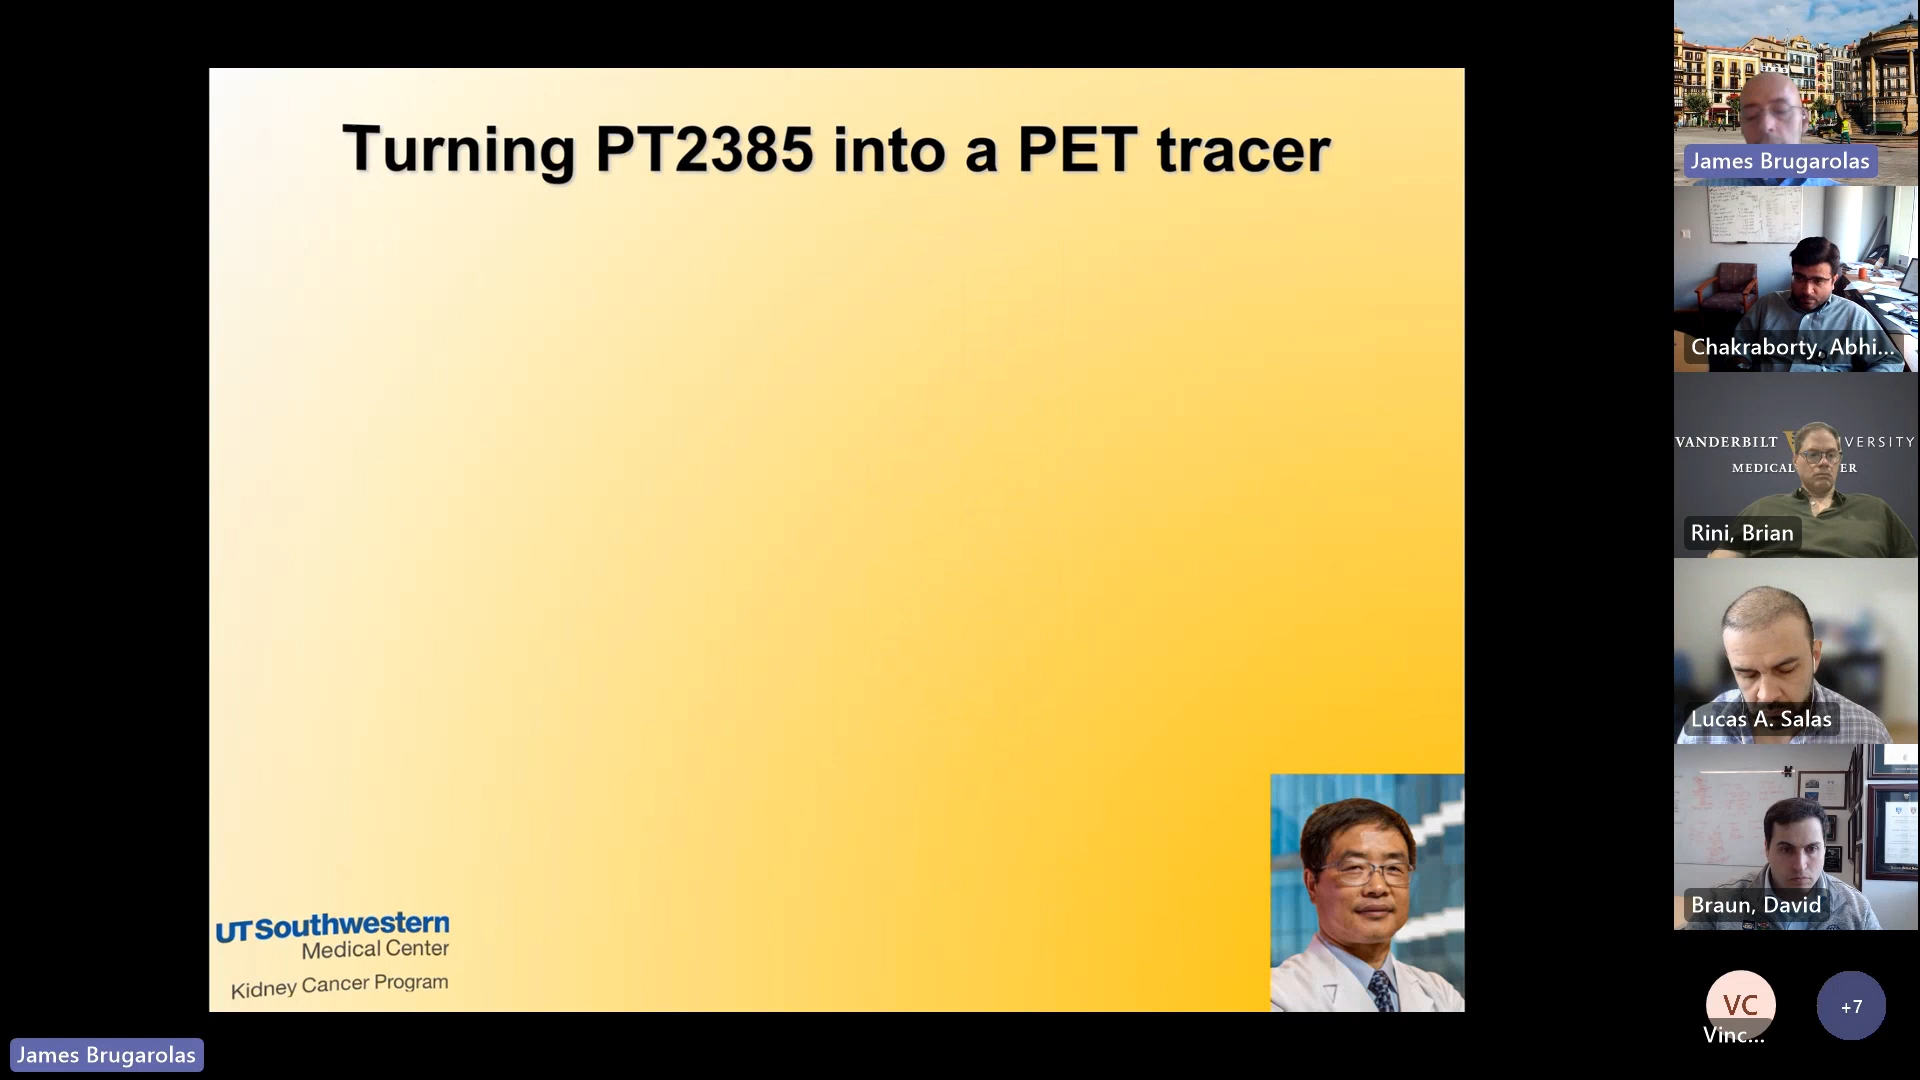 Turning PT2385 into a PET tracer
UTSouthwestern
Medical Center
Kidney Cancer Program
James Brugarolas
James Brugarolas
Chakraborty, Abhi...
VANDERBILT
VERSITY
MEDICAL
ER
Rini, Brian
Lucas A. Salas
Braun, David
VC
+7
Vinc...